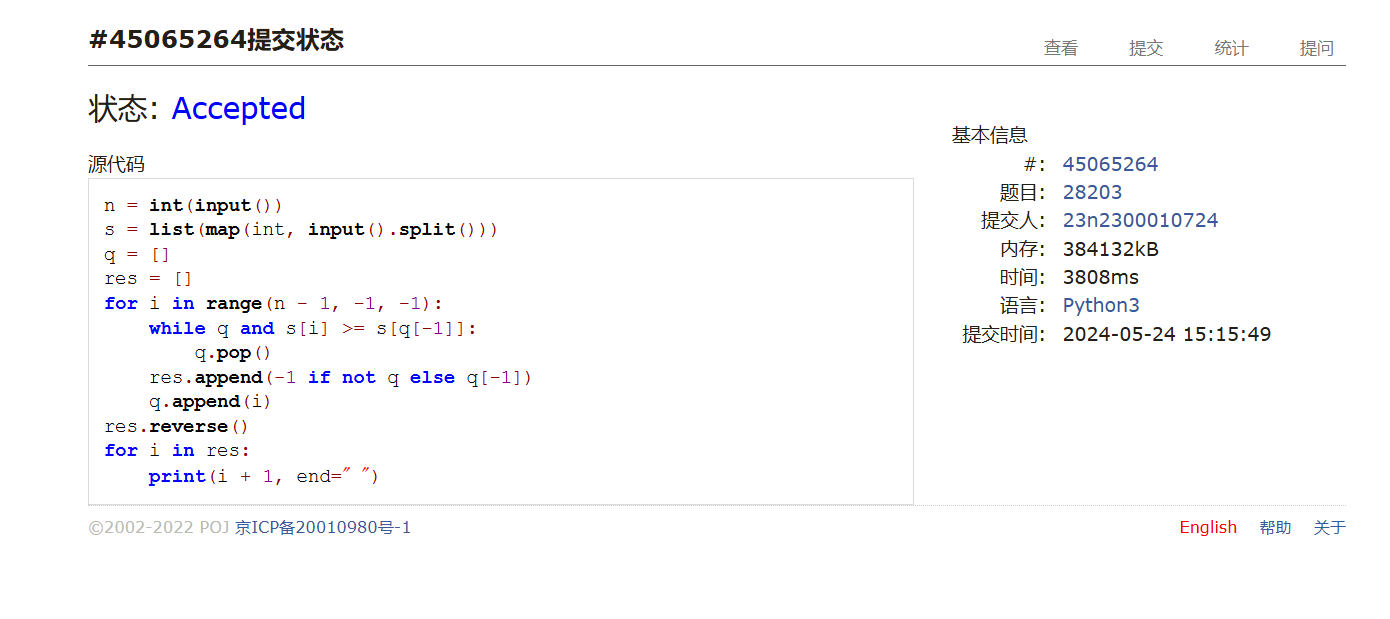 #45065264提交状态
查看 提交 统计 提问
状态: Accepted
源代码
n = int(input())
s = list(map(int, input().split()))
q = []
res = []
for i in range(n - 1, -1, -1):
    while q and s[i] >= s[q[-1]]:
        q.pop()
    res.append(-1 if not q else q[-1])
    q.append(i)
res.reverse()
for i in res:
    print(i + 1, end=" ")
基本信息
#: 45065264
题目: 28203
提交人: 23n2300010724
内存: 384132kB
时间: 3808ms
语言: Python3
提交时间: 2024-05-24 15:15:49
©2002-2022 POJ 京ICP备20010980号-1
English 帮助 关于